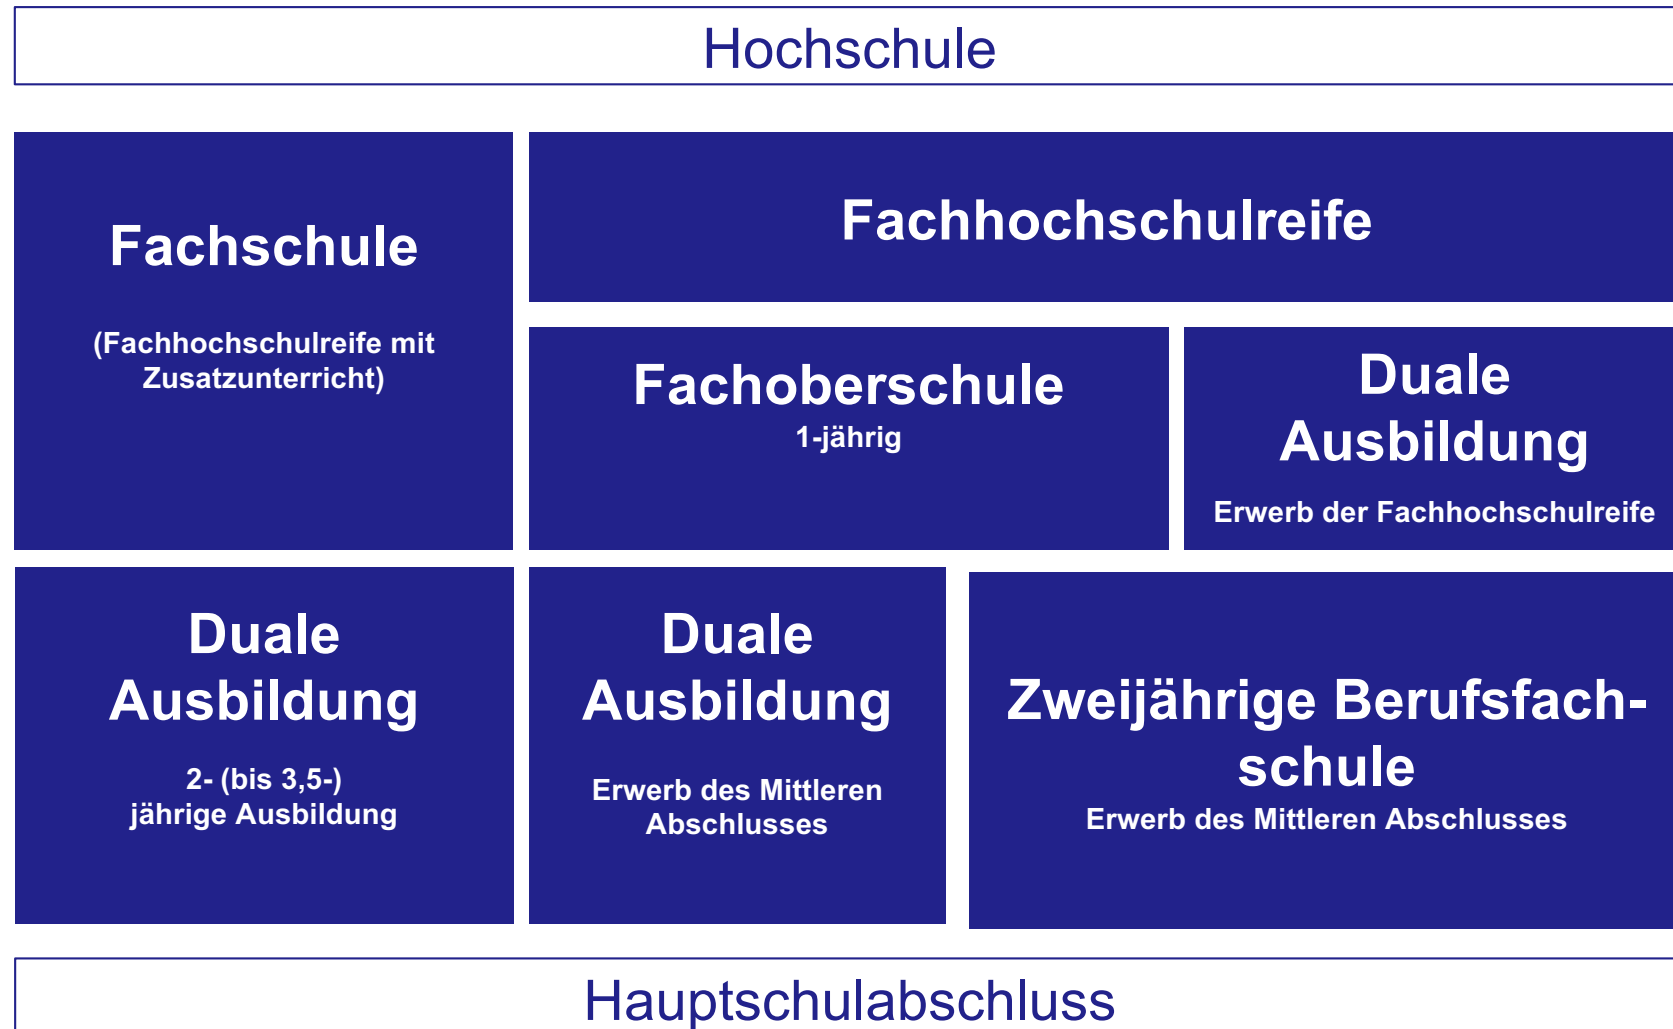 Hochschule
Fachschule
(Fachhochschulreife mit
Zusatzunterricht)
Fachhochschulreife
Fachoberschule
1-jährig
Duale
Ausbildung
Erwerb der Fachhochschulreife
Duale
Ausbildung
2- (bis 3,5-)
jährige Ausbildung
Duale
Ausbildung
Erwerb des Mittleren
Abschlusses
Zweijährige Berufsfach-
schule
Erwerb des Mittleren Abschlusses
Hauptschulabschluss